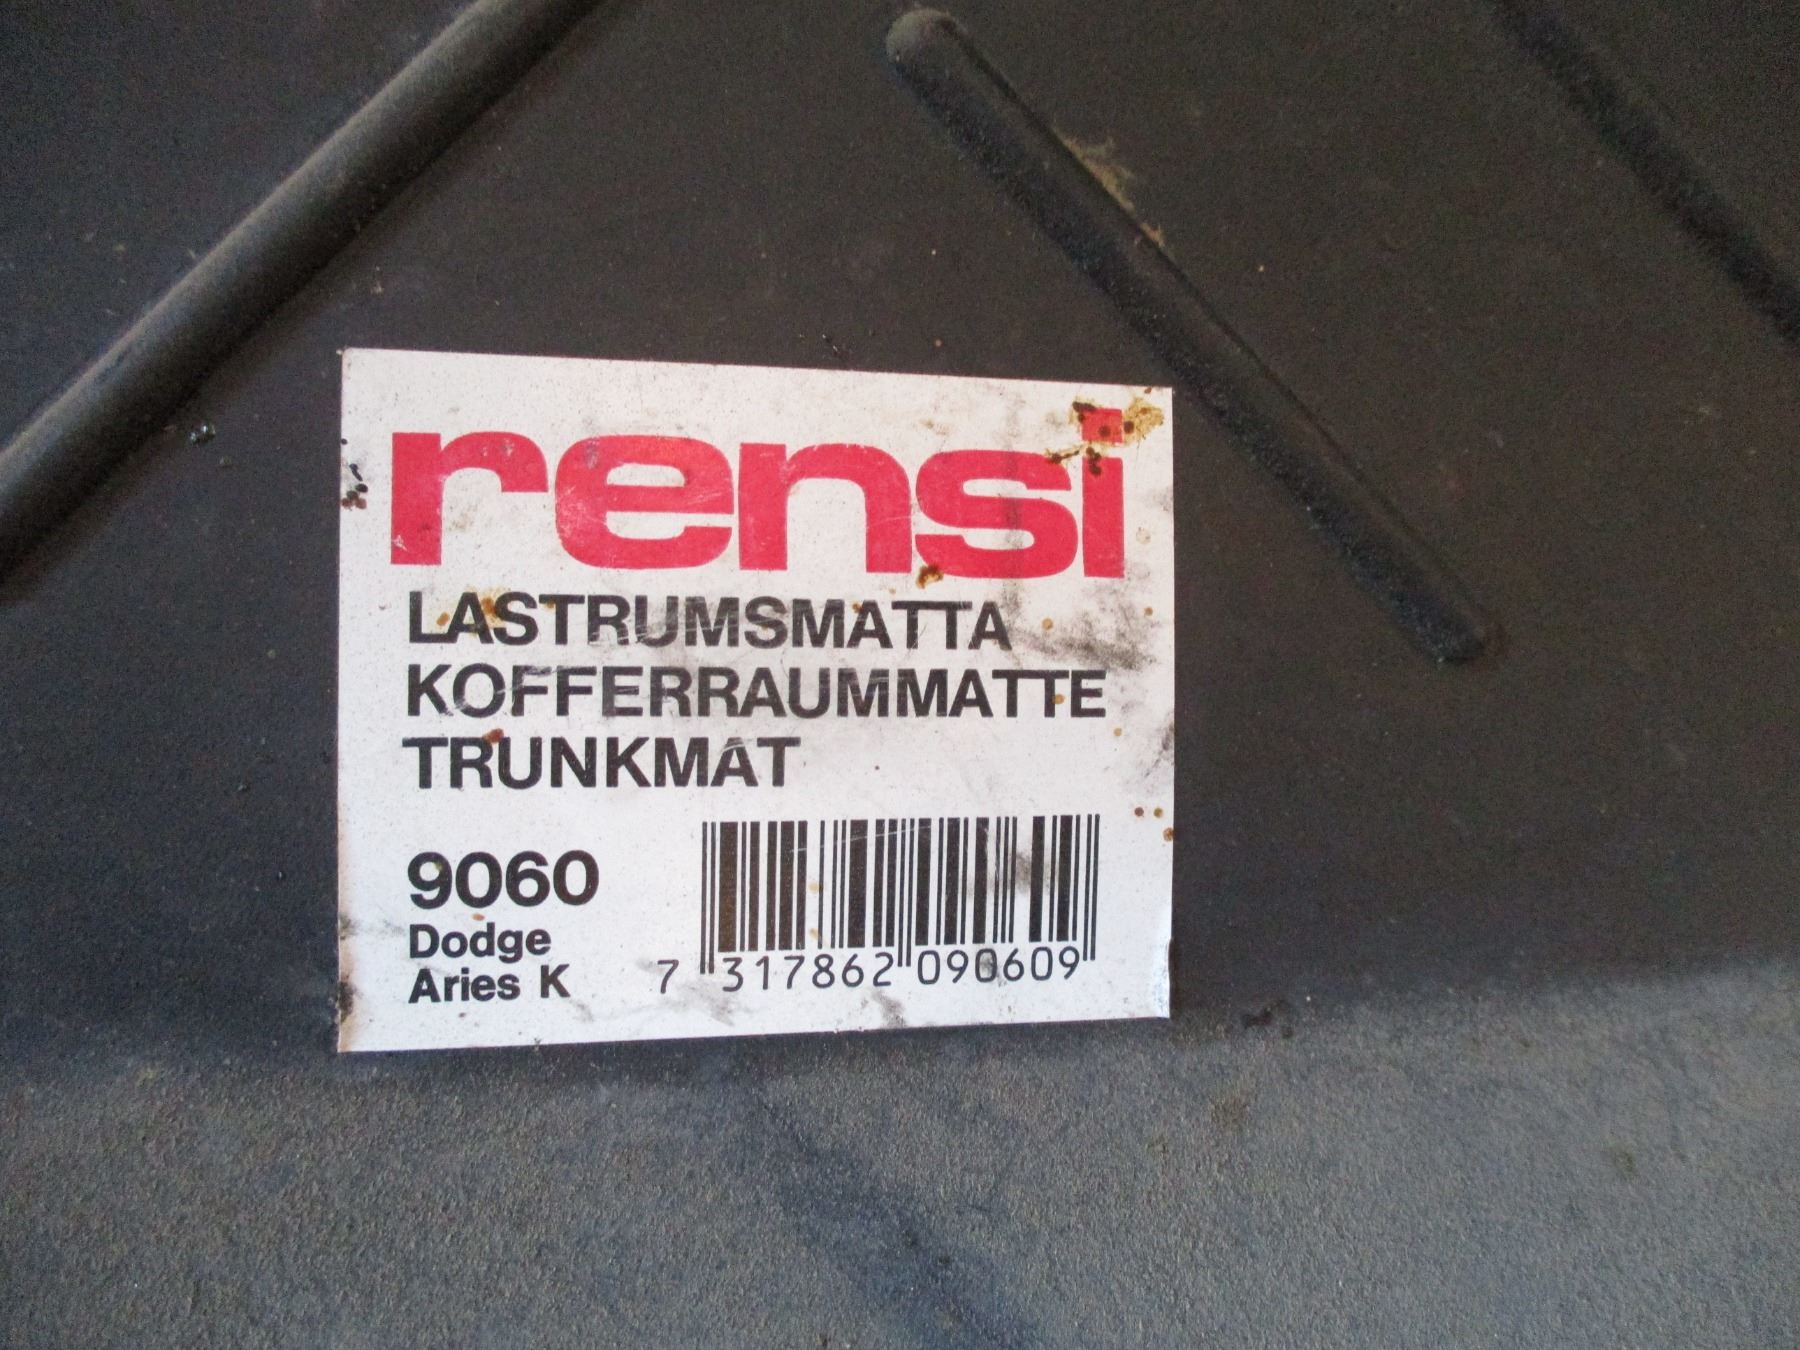 rensi
LASTRUMSMATTA
KOFFERRAUMMATTE
TRUNKMAT
9060
Dodge
Aries K
7 317862 090609